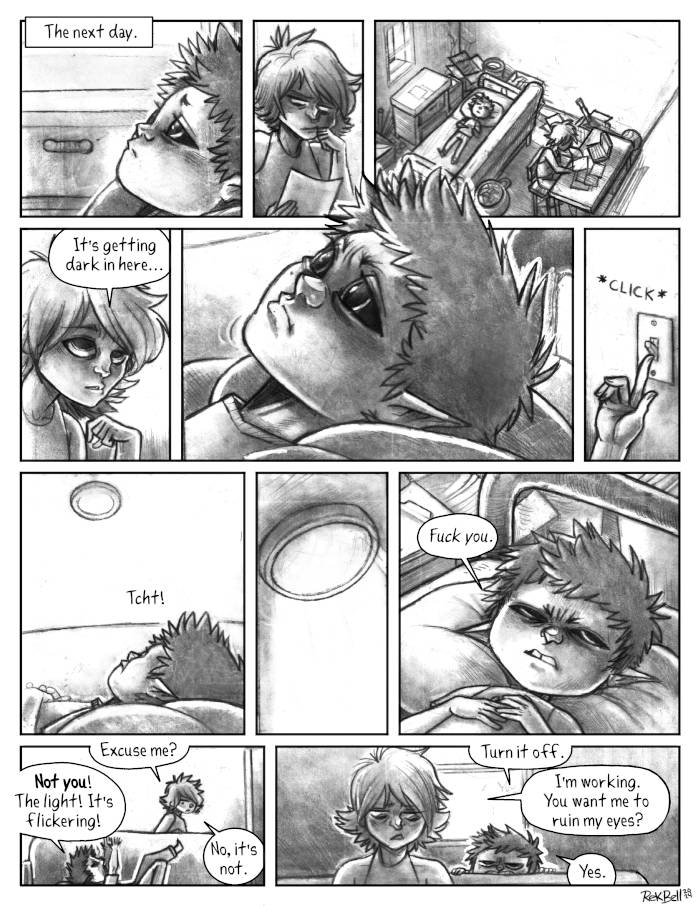 The next day.
It's getting
dark in here...
*CLICK*
Tcht!
Fuck you.
Excuse me?
Not you!
The light! It's
flickering!
No, it's
not.
Turn it off.
I'm working.
You want me to
ruin my eyes?
Yes.
RekBell